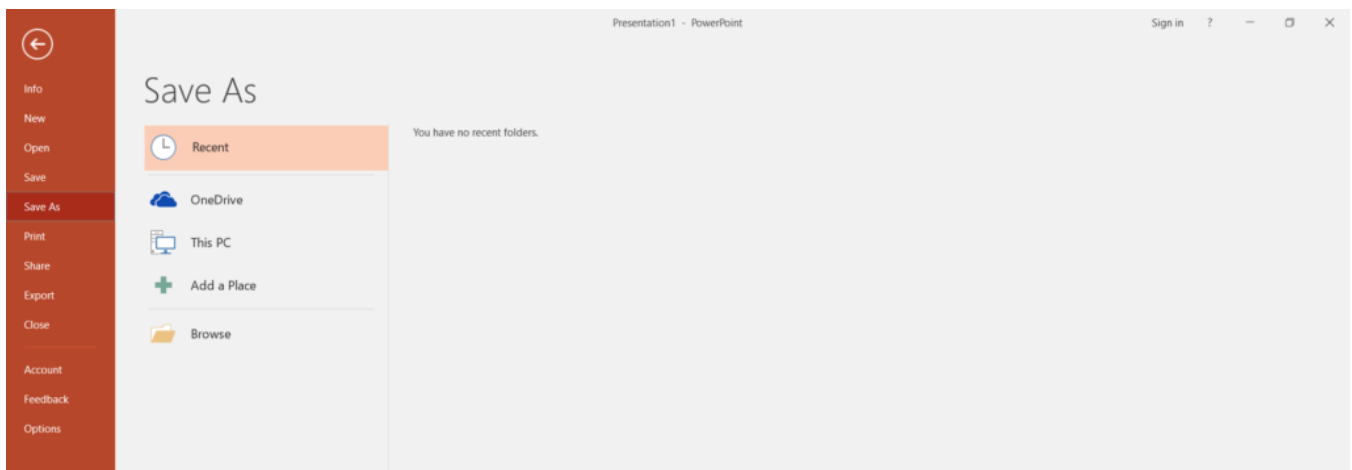 Presentation1 - PowerPoint
Sign in ?
Info
New
Open
Save
Save As
Print
Share
Export
Close
Account
Feedback
Options
Save As
Recent
OneDrive
This PC
Add a Place
Browse
You have no recent folders.